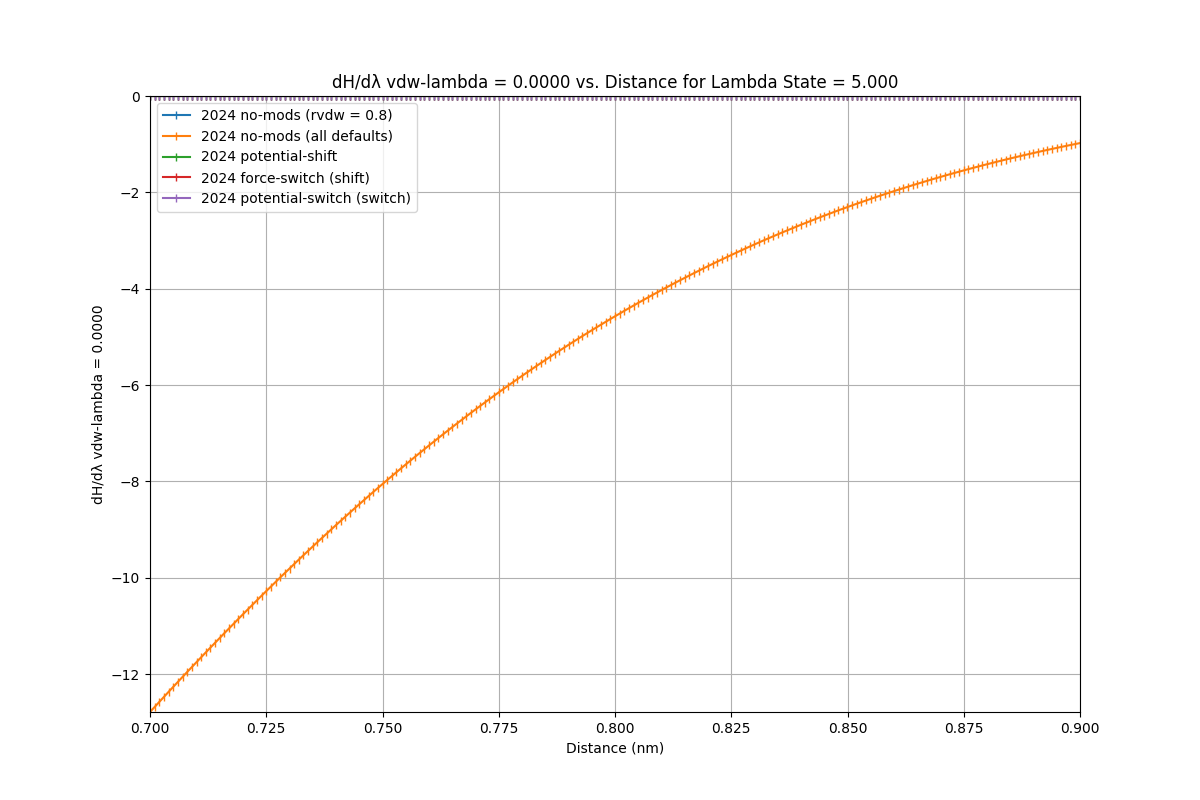 dH/dλ vdw-lambda = 0.0000 vs. Distance for Lambda State = 5.000
0
−2
−4
−6
−8
−10
−12
dH/dλ vdw-lambda = 0.0000
2024 no-mods (rvdw = 0.8)
2024 no-mods (all defaults)
2024 potential-shift
2024 force-switch (shift)
2024 potential-switch (switch)
0.700
0.725
0.750
0.775
0.800
0.825
0.850
0.875
0.900
Distance (nm)